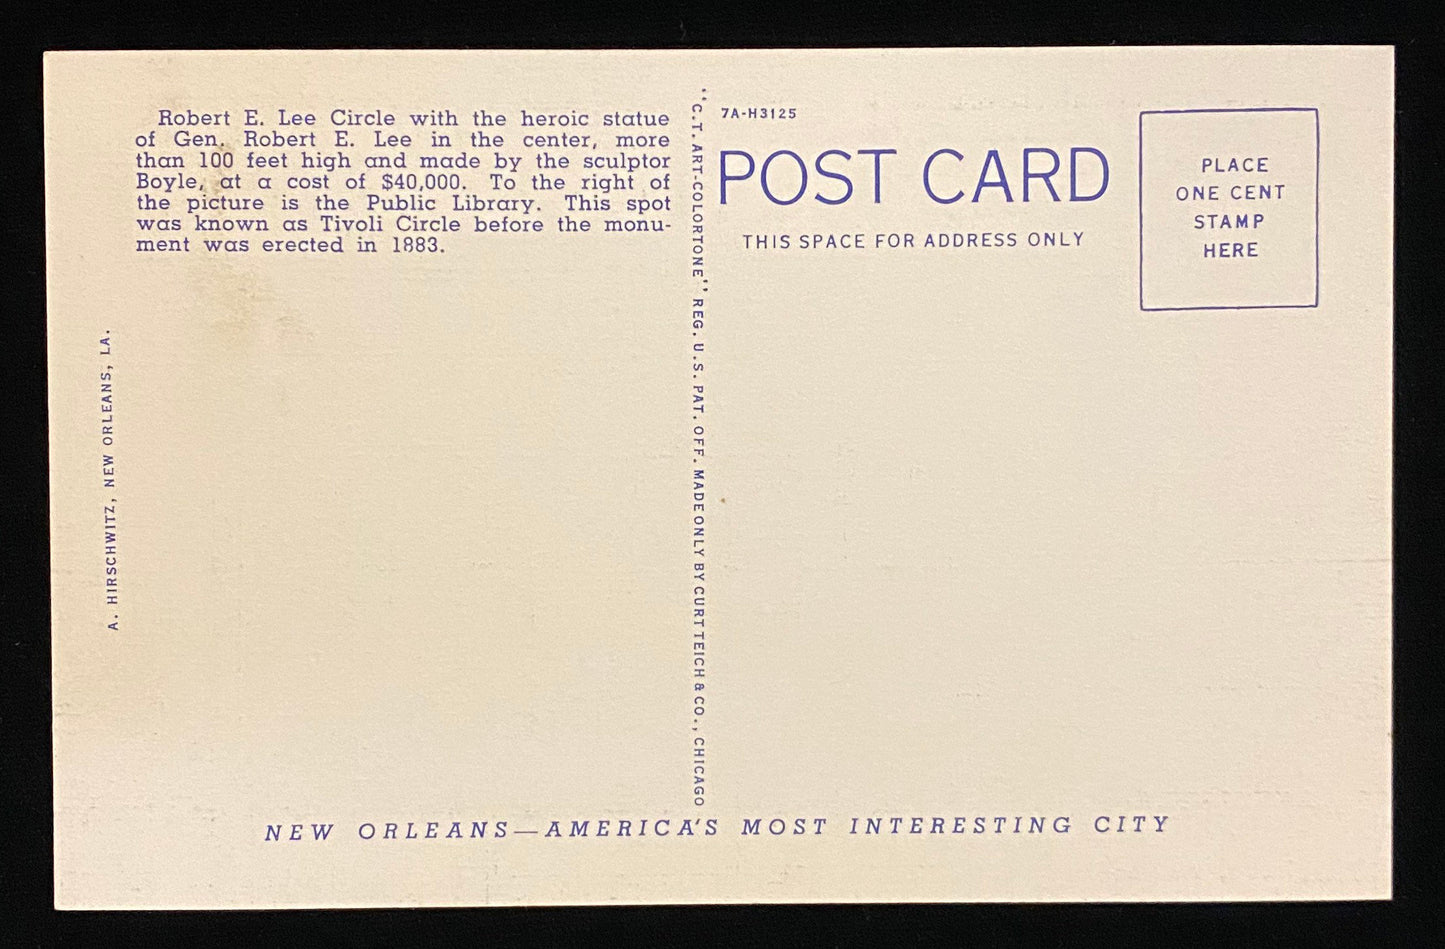 Robert E. Lee Circle with the heroic statue
of Gen. Robert E. Lee in the center, more
than 100 feet high and made by the sculptor
Boyle, at a cost of $40,000. To the right of
the picture is the Public Library. This spot
was known as Tivoli Circle before the monu-
ment was erected in 1883.
A. HIRSCHWITZ, NEW ORLEANS, LA.
"C. T. ART-COLORTONE" REG. U.S. PAT. OFF. MADE ONLY BY CURT TEICH & CO., CHICAGO
7A-H3125
POST CARD
THIS SPACE FOR ADDRESS ONLY
PLACE
ONE CENT
STAMP
HERE
NEW ORLEANS—AMERICA'S MOST INTERESTING CITY